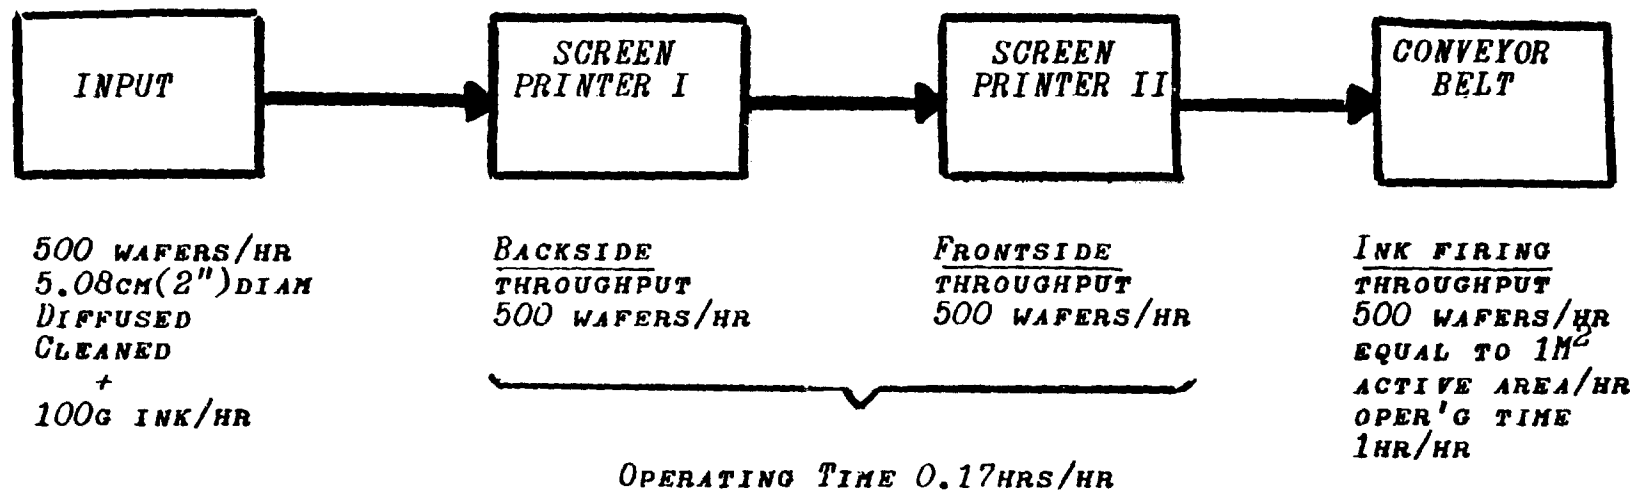 INPUT
SCREEN
PRINTER I
SCREEN
PRINTER II
CONVEYOR
BELT
500 WAFERS/HR
5.08CM(2")DIAM
DIFFUSED
CLEANED
+
100G INK/HR
BACKSIDE
THROUGHPUT
500 WAFERS/HR
FRONTSIDE
THROUGHPUT
500 WAFERS/HR
INK FIRING
THROUGHPUT
500 WAFERS/HR
EQUAL TO 1M²
ACTIVE AREA/HR
OPER'G TIME
1HR/HR
OPERATING TIME 0.17HRS/HR